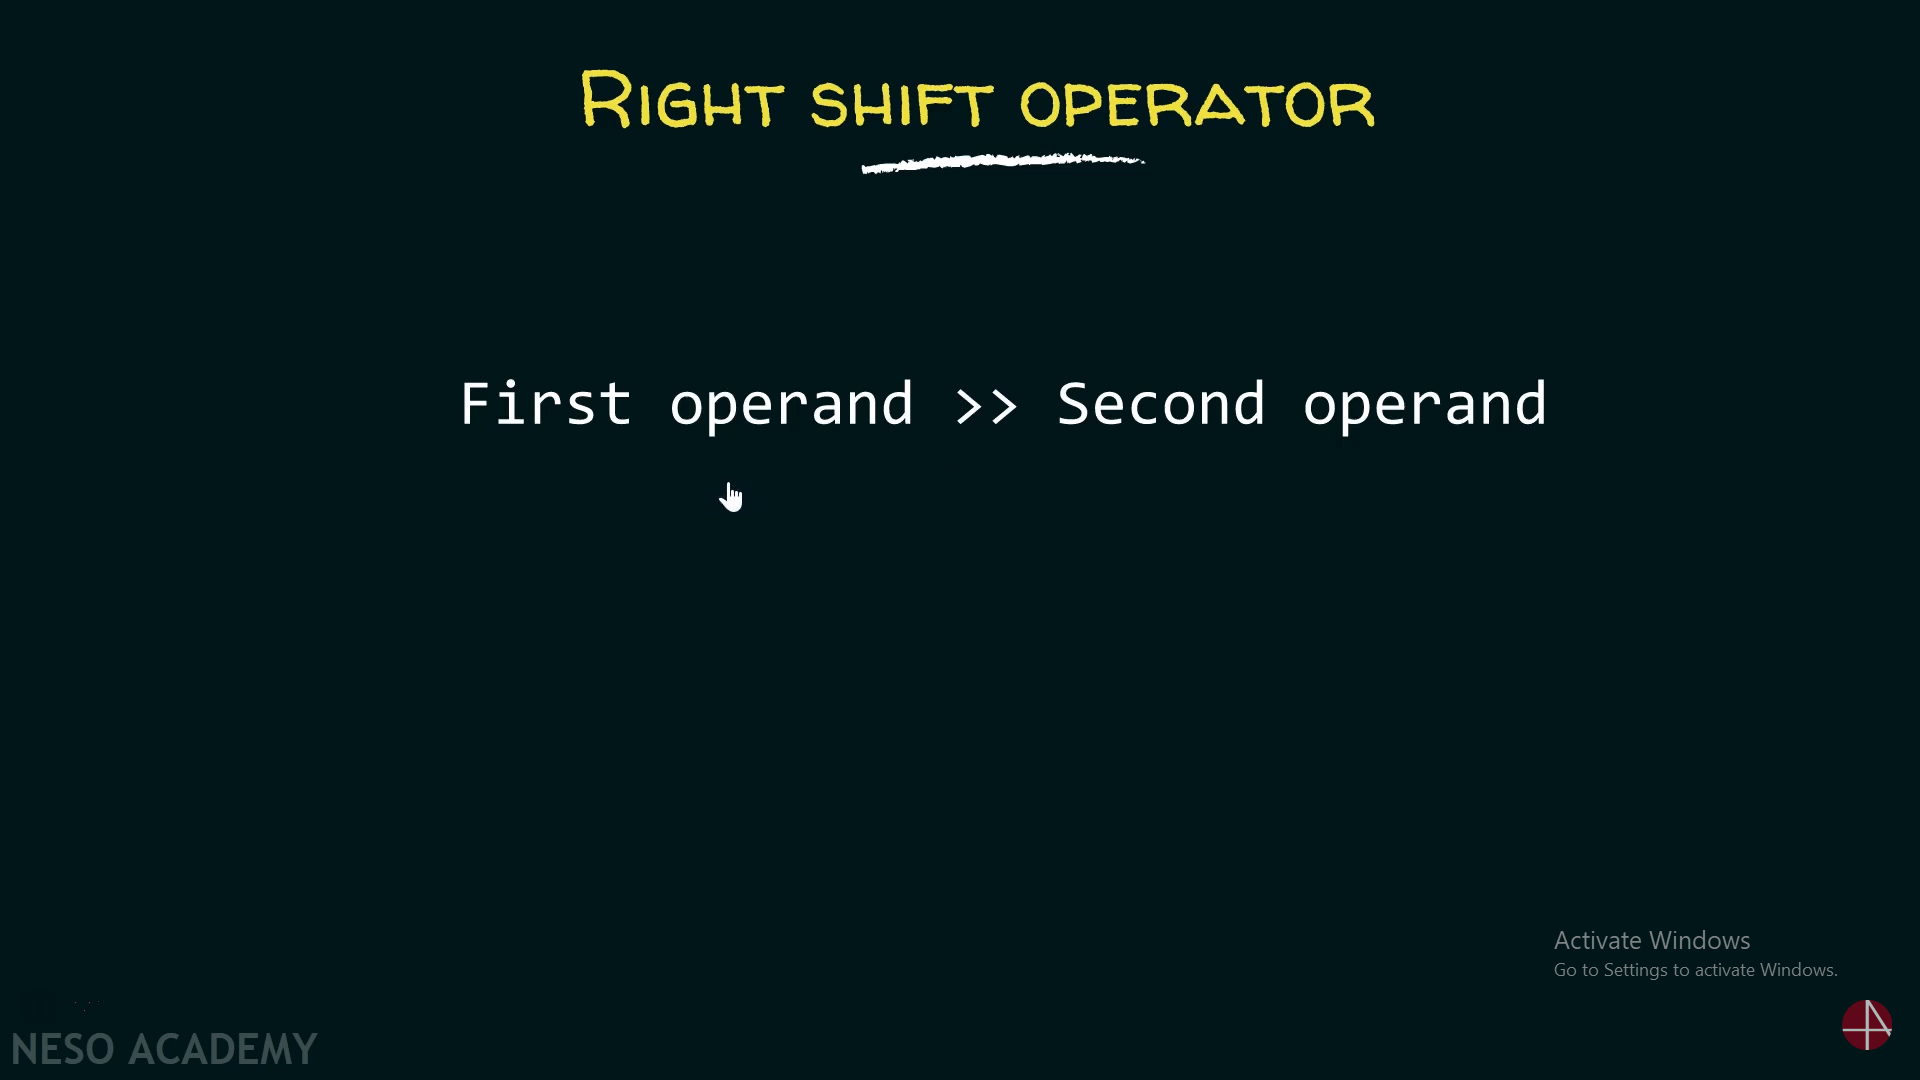 Right shift operator
First operand >> Second operand
Activate Windows
Go to Settings to activate Windows.
NESO ACADEMY